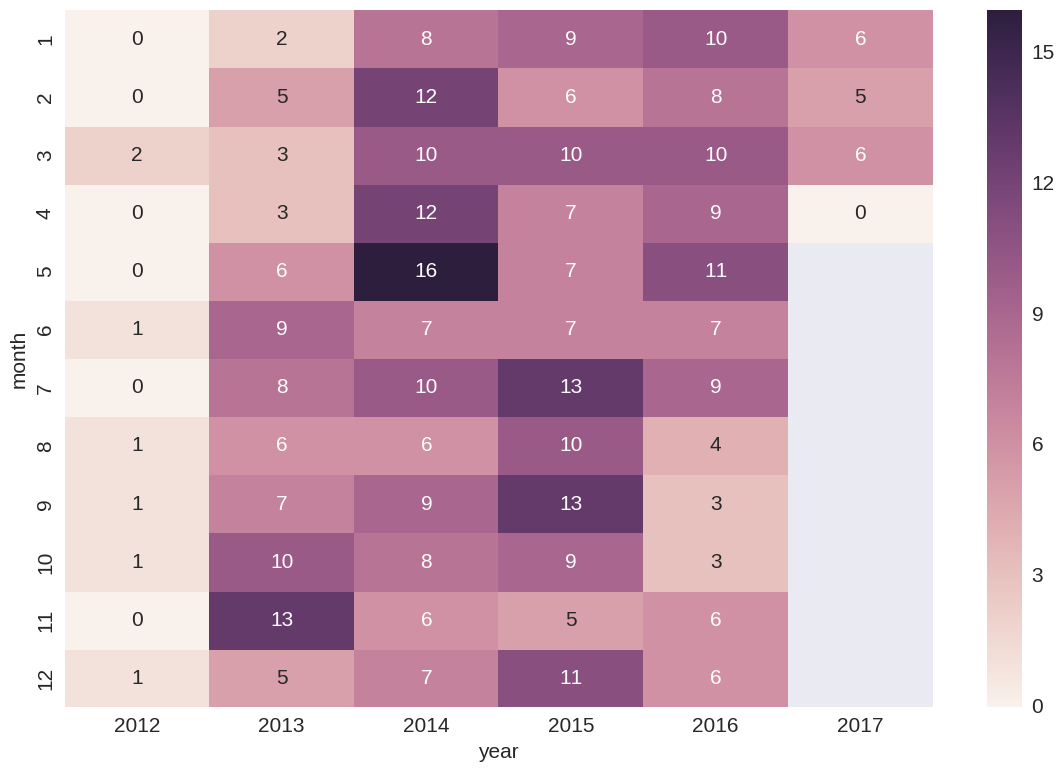 1 0 2 8 9 10 6
15
2 0 5 12 6 8 5
3 2 3 10 10 10 6
12
4 0 3 12 7 9 0
5 0 6 16 7 11
9
6 1 9 7 7 7
month
7 0 8 10 13 9
8 1 6 6 10 4
6
9 1 7 9 13 3
10 1 10 8 9 3
3
11 0 13 6 5 6
12 1 5 7 11 6
0
2012 2013 2014 2015 2016 2017
year